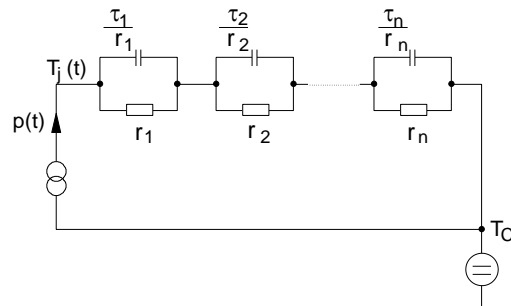 τ1/r1 τ2/r2 τn/rn
Tj (t)
r1 r2 rn
p(t)
TC